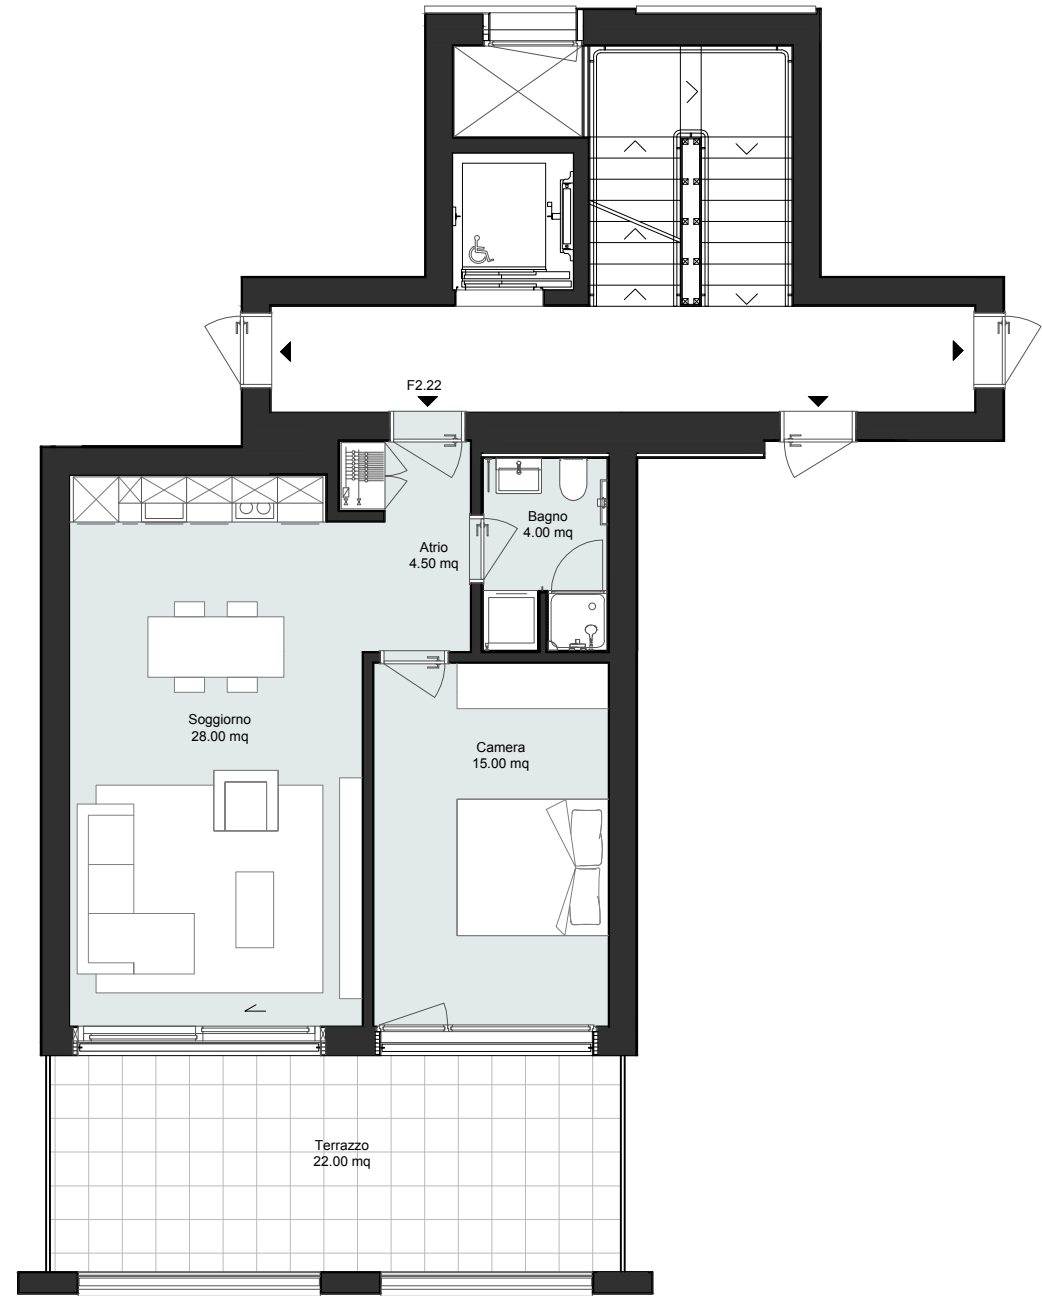 F2.22
Bagno
4.00 mq
Atrio
4.50 mq
Soggiorno
28.00 mq
Camera
15.00 mq
Terrazzo
22.00 mq